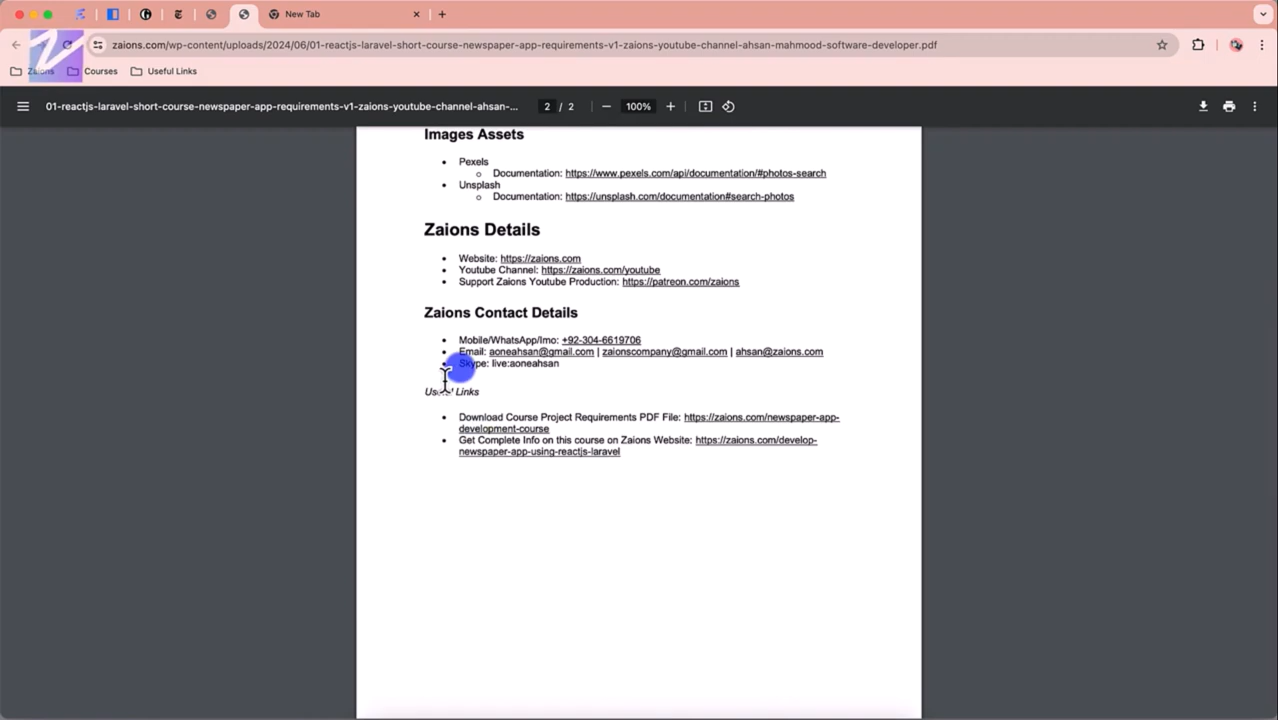 New Tab
zaions.com/wp-content/uploads/2024/06/01-reactjs-laravel-short-course-newspaper-app-requirements-v1-zaions-youtube-channel-ahsan-mahmood-software-developer.pdf
Zaions Courses Useful Links
01-reactjs-laravel-short-course-newspaper-app-requirements-v1-zaions-youtube-channel-ahsan-... 2 / 2 100%
Images Assets
• Pexels
o Documentation: https://www.pexels.com/api/documentation/#photos-search
• Unsplash
o Documentation: https://unsplash.com/documentation#search-photos
Zaions Details
• Website: https://zaions.com
• Youtube Channel: https://zaions.com/youtube
• Support Zaions Youtube Production: https://patreon.com/zaions
Zaions Contact Details
• Mobile/WhatsApp/Imo: +92-304-6619706
• Email: aoneahsan@gmail.com | zaionscompany@gmail.com | ahsan@zaions.com
• Skype: live:aoneahsan
Useful Links
• Download Course Project Requirements PDF File: https://zaions.com/newspaper-app-
development-course
• Get Complete Info on this course on Zaions Website: https://zaions.com/develop-
newspaper-app-using-reactjs-laravel